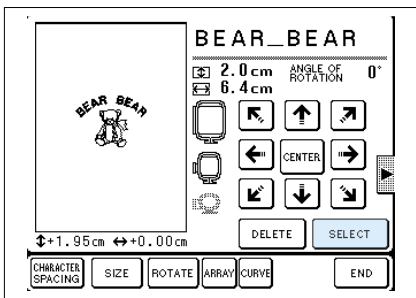 BEAR_BEAR
2.0cm ANGLE OF ROTATION 0°
6.4cm
BEAR BEAR
CENTER
DELETE SELECT
↕+1.95cm ↔+0.00cm
CHARACTER SPACING SIZE ROTATE ARRAY CURVE END